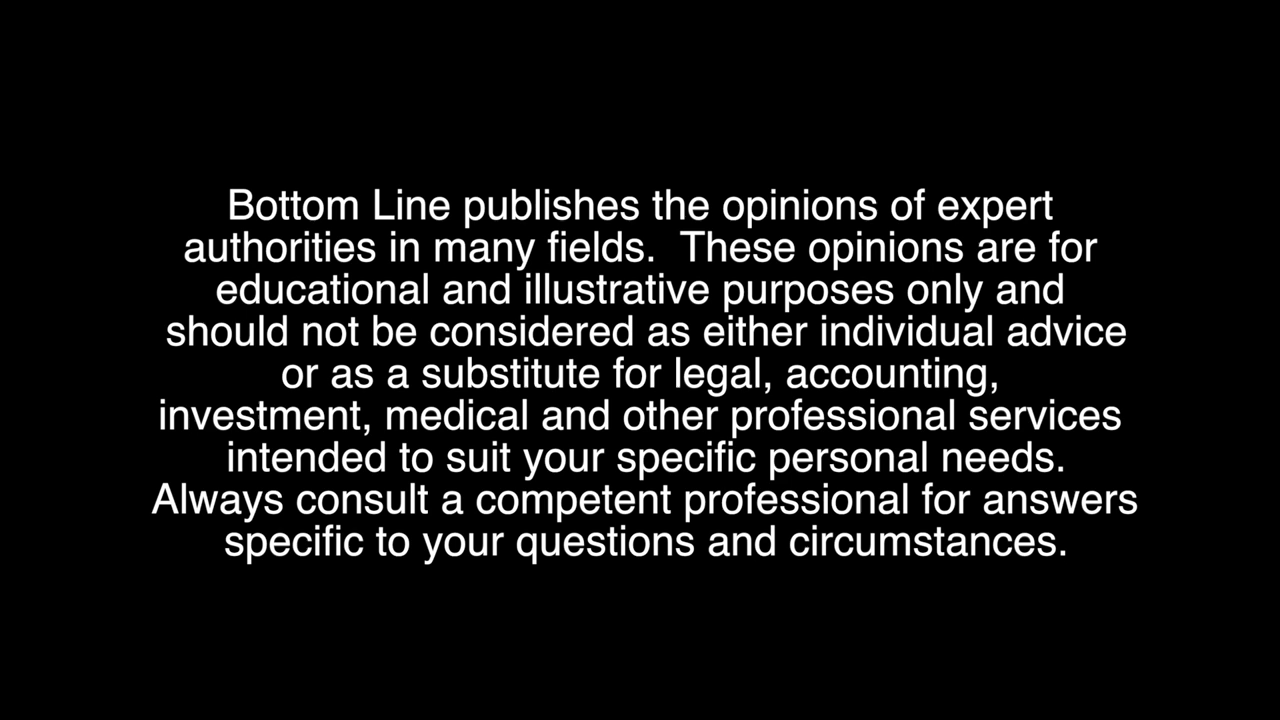 Bottom Line publishes the opinions of expert
authorities in many fields.  These opinions are for
educational and illustrative purposes only and
should not be considered as either individual advice
or as a substitute for legal, accounting,
investment, medical and other professional services
intended to suit your specific personal needs.
Always consult a competent professional for answers
specific to your questions and circumstances.